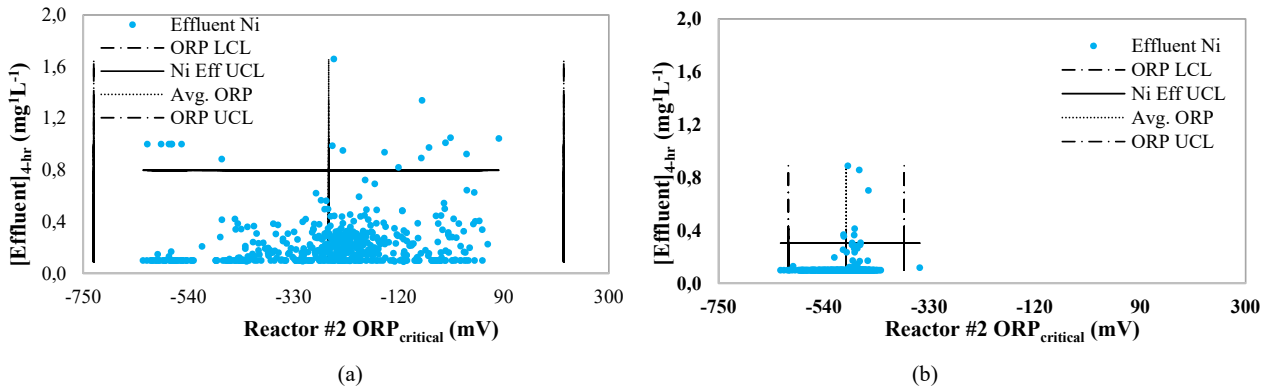 2,0
1,6
1,2
0,8
0,4
0,0
[Effluent]4-hr (mg¹L⁻¹)
Effluent Ni
ORP LCL
Ni Eff UCL
Avg. ORP
ORP UCL
-750 -540 -330 -120 90 300
Reactor #2 ORPcritical (mV)
(a)
2,0
1,6
1,2
0,8
0,4
0,0
[Effluent]4-hr (mg¹L⁻¹)
Effluent Ni
ORP LCL
Ni Eff UCL
Avg. ORP
ORP UCL
-750 -540 -330 -120 90 300
Reactor #2 ORPcritical (mV)
(b)